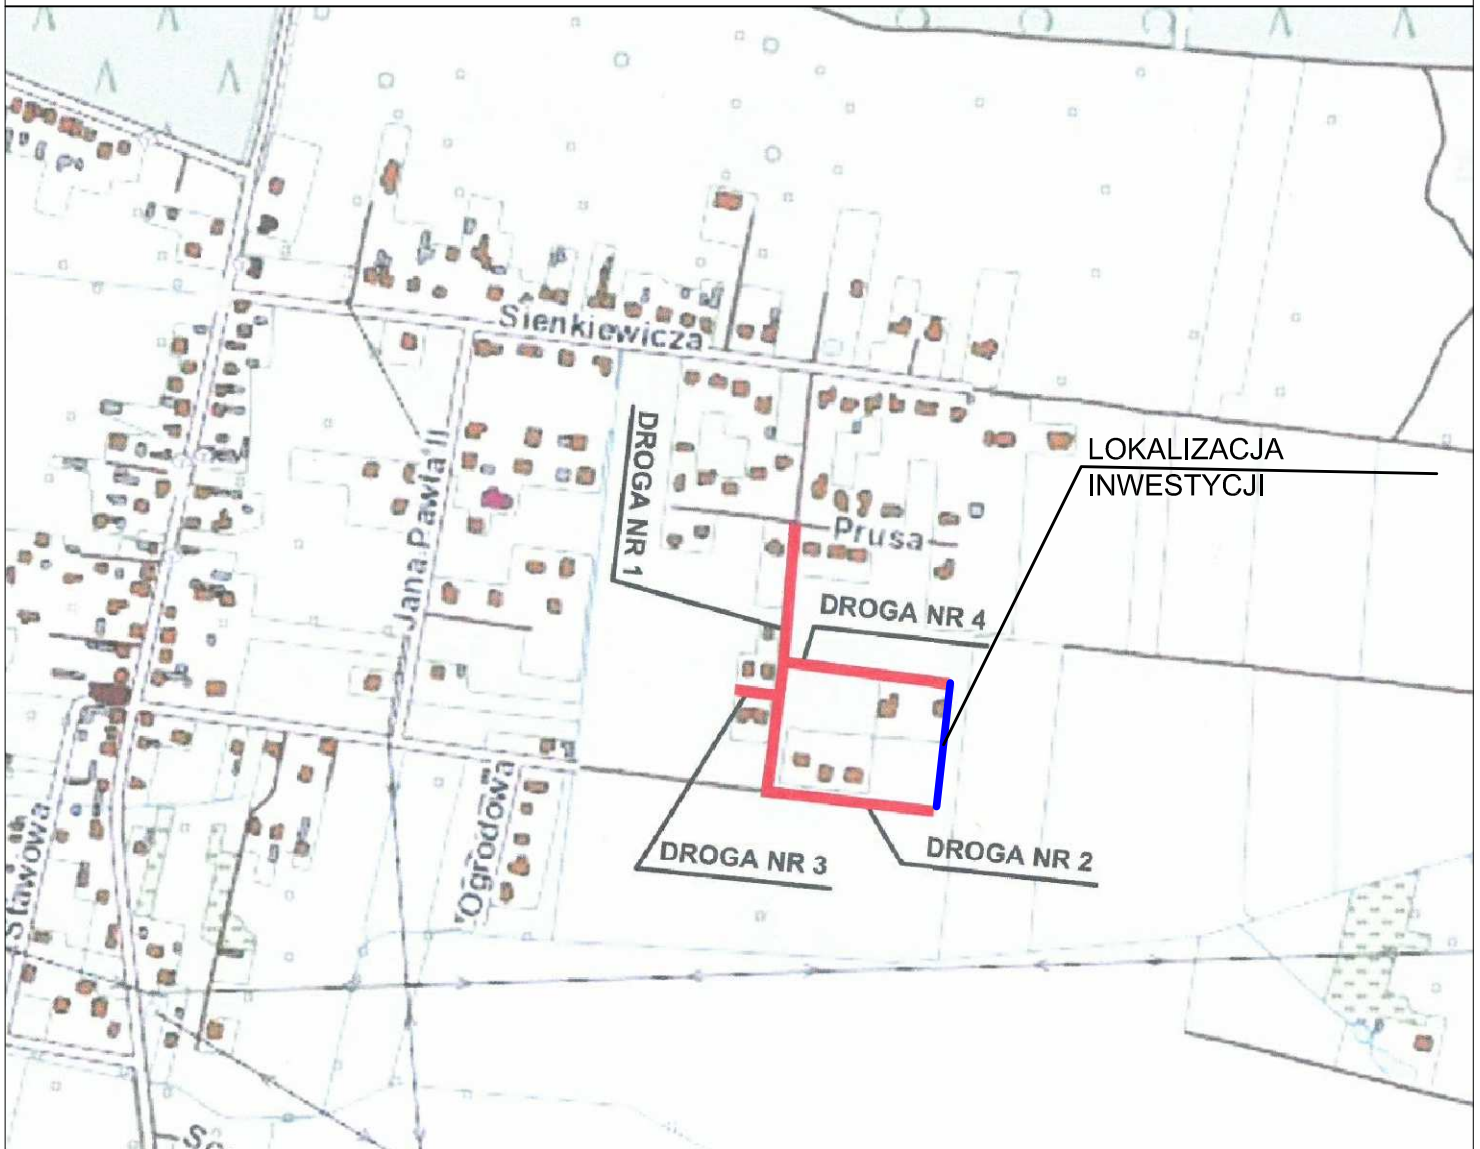 Sienkiewicza
DROGA NR 1
LOKALIZACJA
INWESTYCJI
Jana Pawła II
Prusa
DROGA NR 4
Ogrodowa
Stawowa
DROGA NR 3
DROGA NR 2